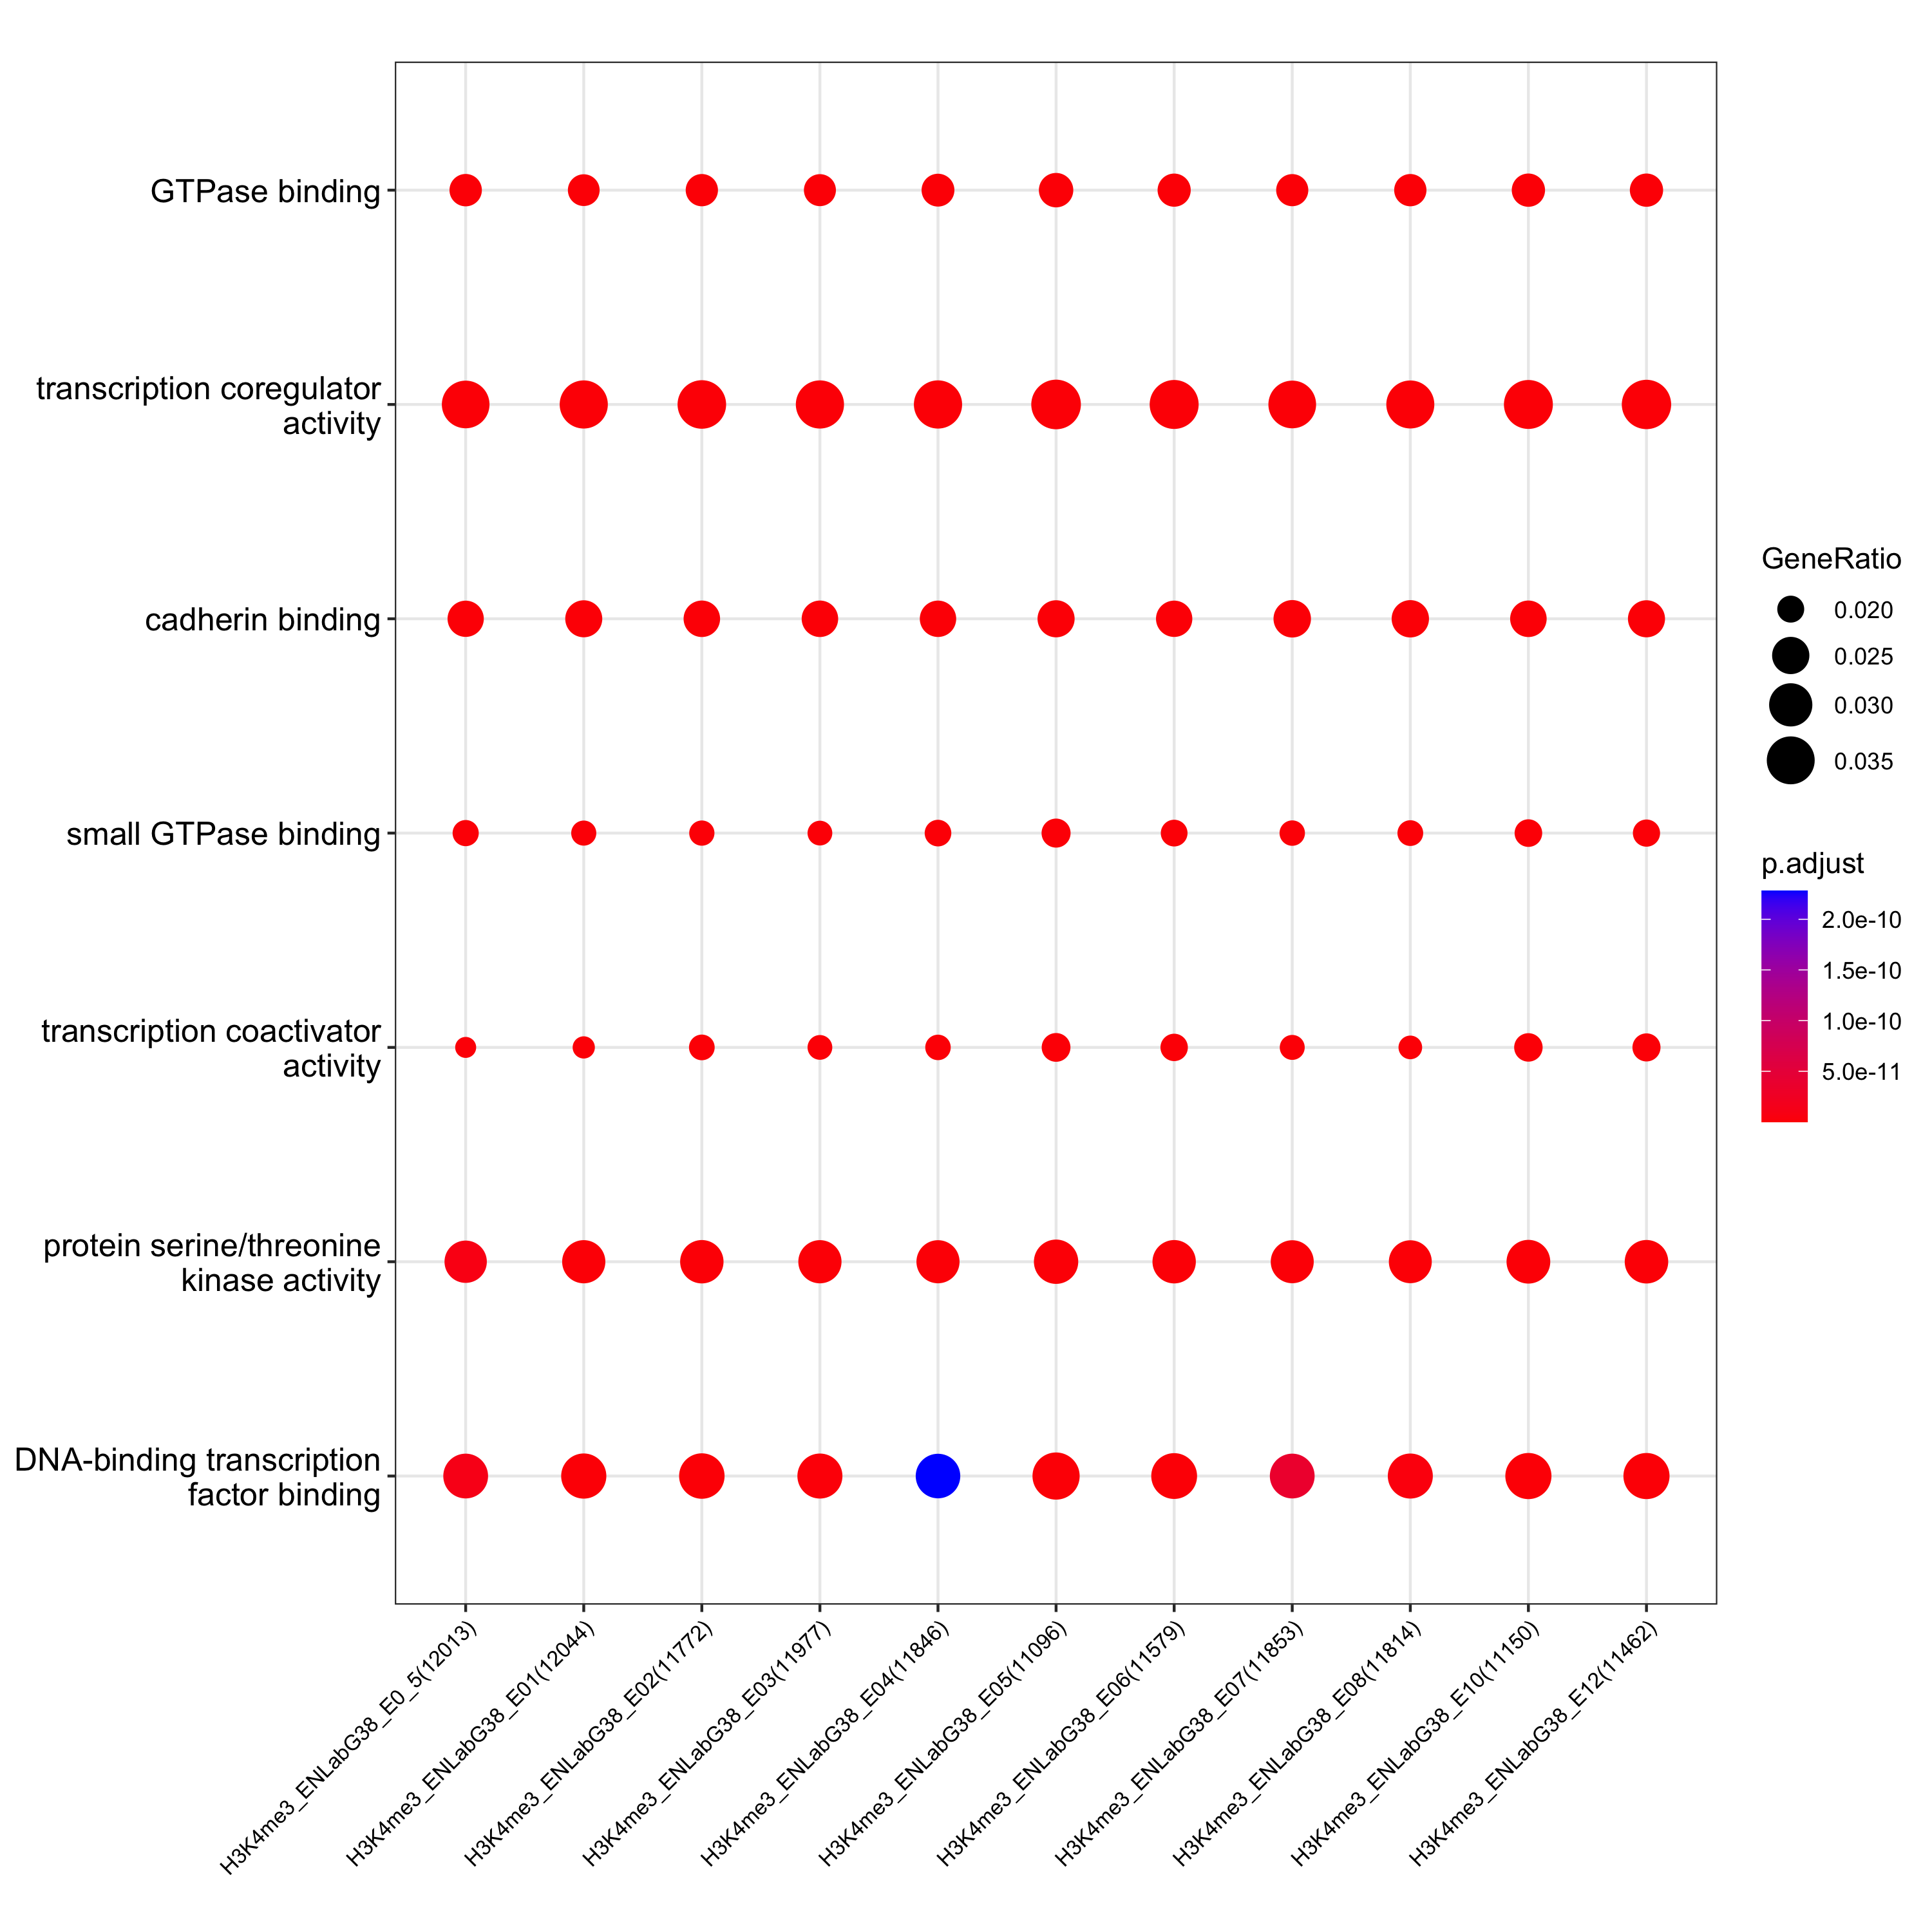 GTPase binding
transcription coregulator
activity
cadherin binding
small GTPase binding
transcription coactivator
activity
protein serine/threonine
kinase activity
DNA-binding transcription
factor binding
H3K4me3_ENLabG38_E0_5(12013)
H3K4me3_ENLabG38_E01(12044)
H3K4me3_ENLabG38_E02(11772)
H3K4me3_ENLabG38_E03(11977)
H3K4me3_ENLabG38_E04(11846)
H3K4me3_ENLabG38_E05(11096)
H3K4me3_ENLabG38_E06(11579)
H3K4me3_ENLabG38_E07(11853)
H3K4me3_ENLabG38_E08(11814)
H3K4me3_ENLabG38_E10(11150)
H3K4me3_ENLabG38_E12(11462)
GeneRatio
0.020
0.025
0.030
0.035
p.adjust
2.0e-10
1.5e-10
1.0e-10
5.0e-11